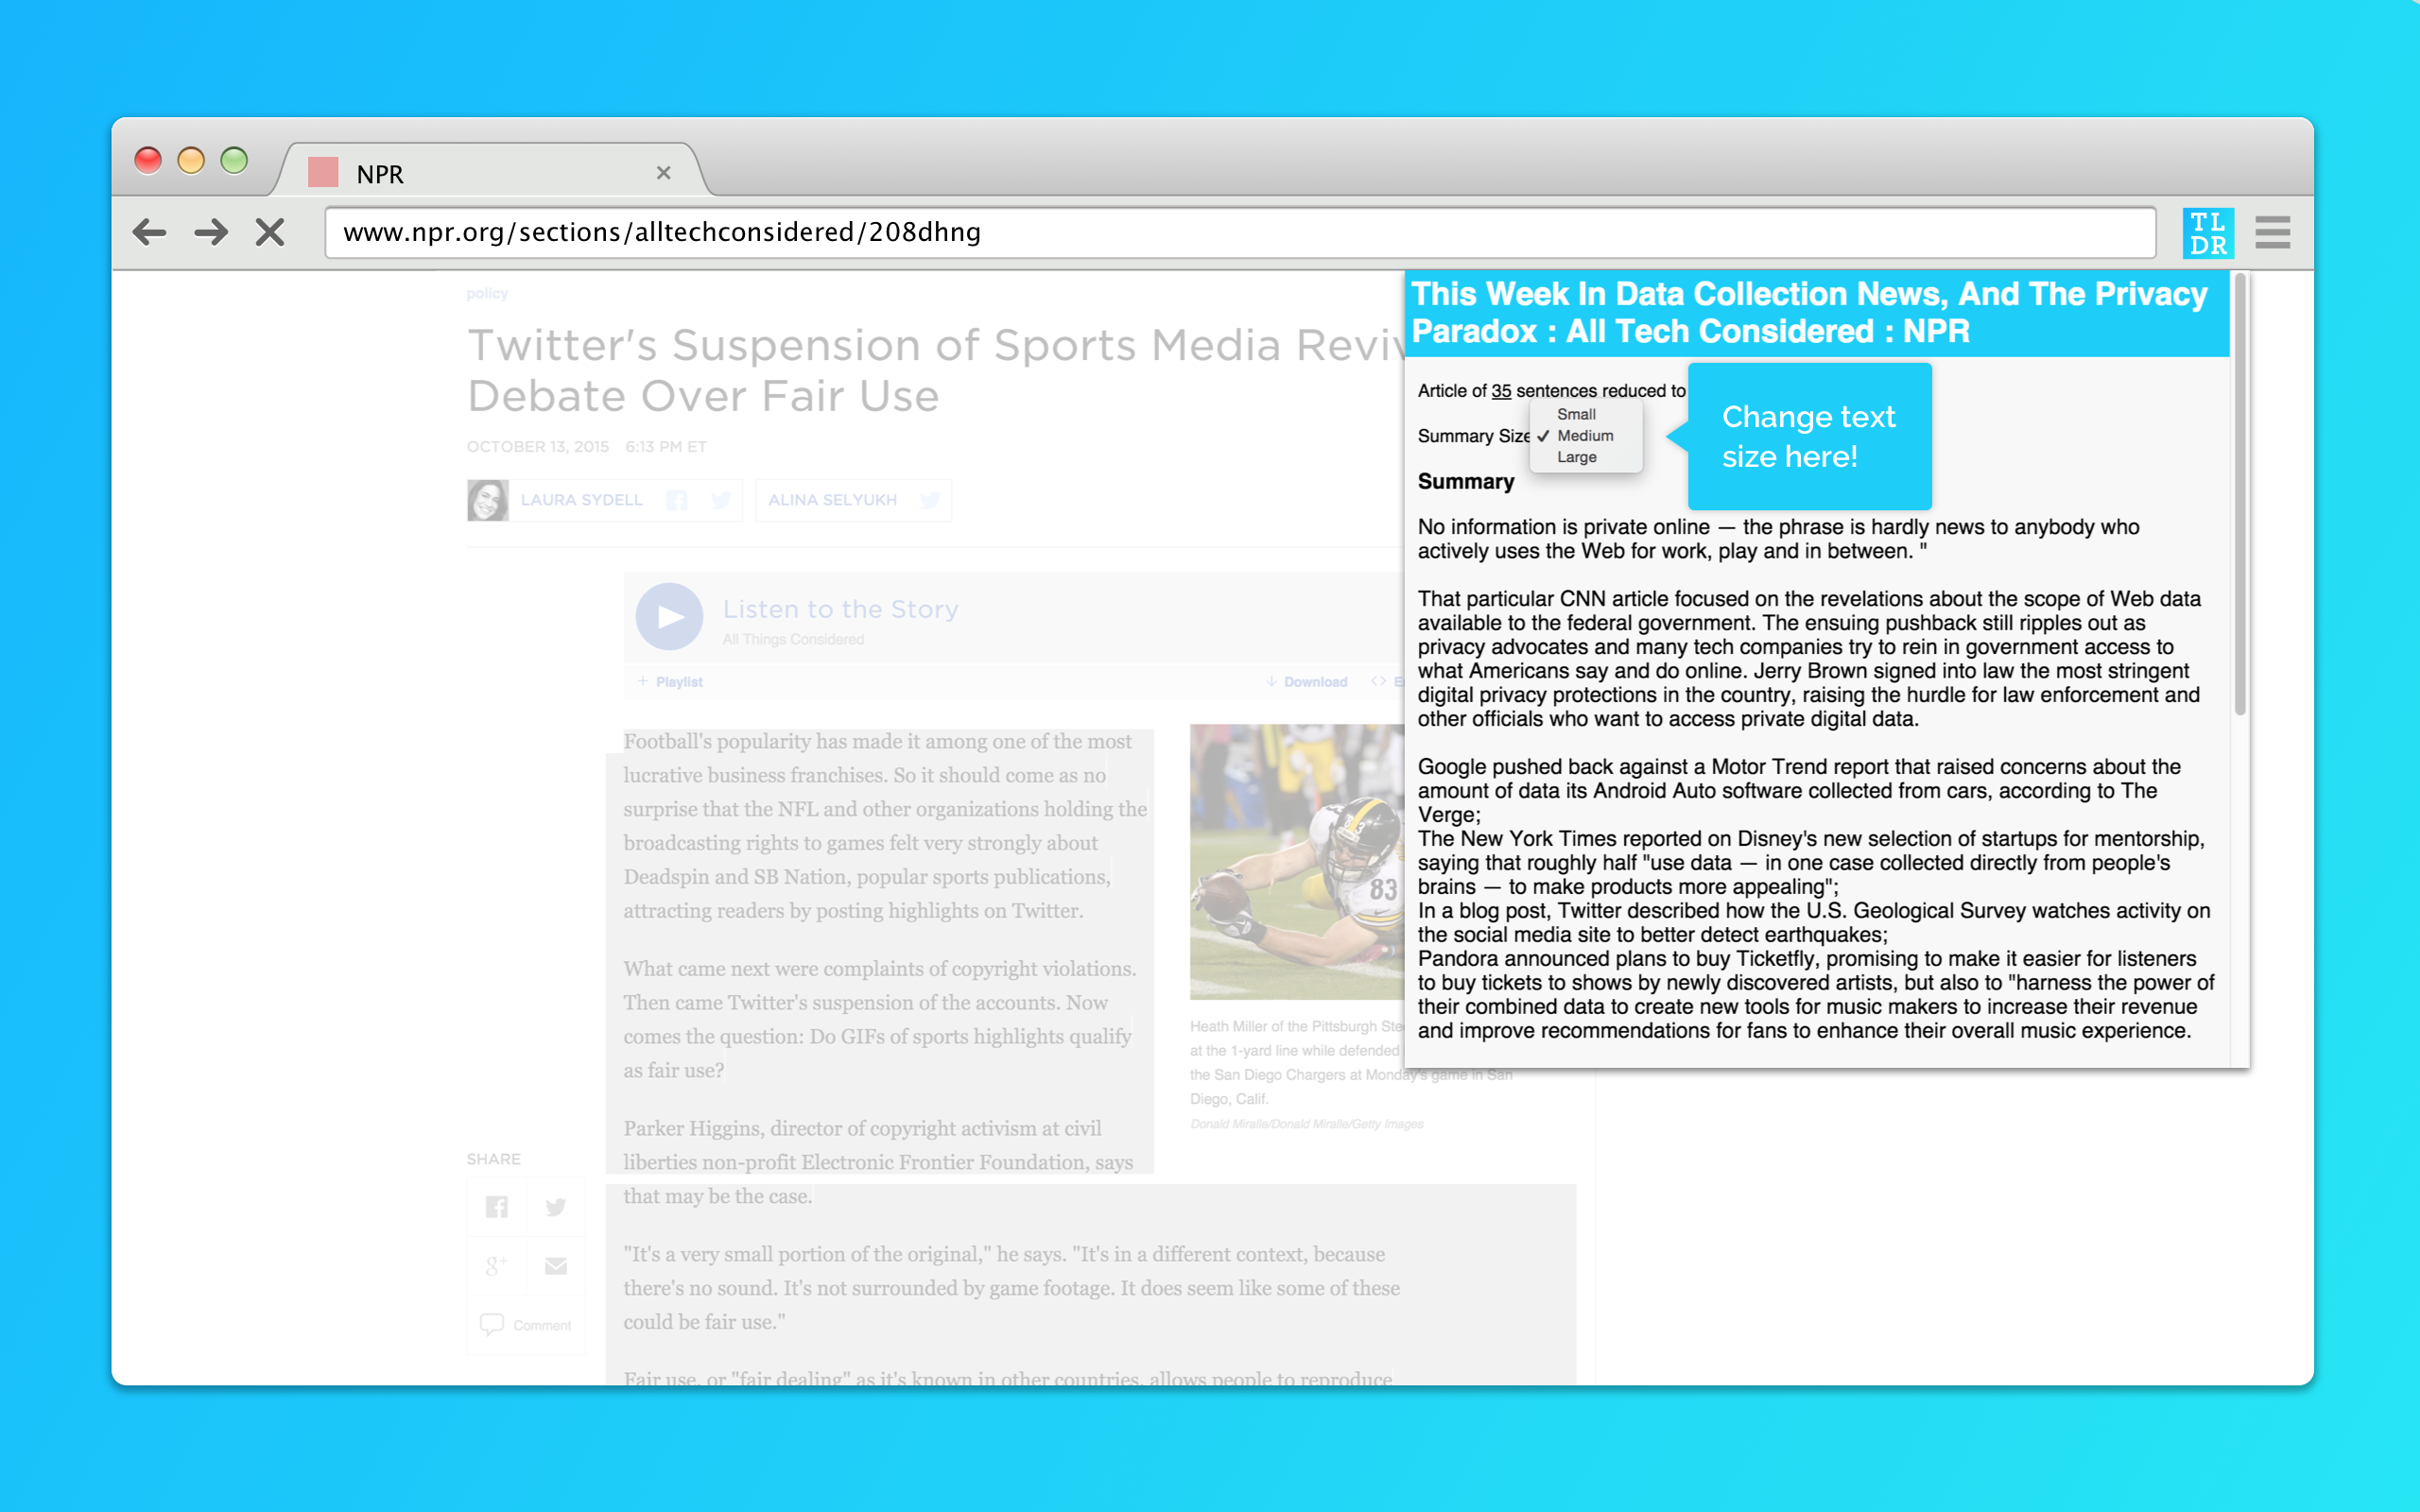 NPR
www.npr.org/sections/alltechconsidered/208dhng
TL
DR
policy
Twitter's Suspension of Sports Media Reviv
Debate Over Fair Use
OCTOBER 13, 2015 6:13 PM ET
LAURA SYDELL
ALINA SELYUKH
Listen to the Story
All Things Considered
+ Playlist
Download
<> E
Football's popularity has made it among one of the most
lucrative business franchises. So it should come as no
surprise that the NFL and other organizations holding the
broadcasting rights to games felt very strongly about
Deadspin and SB Nation, popular sports publications,
attracting readers by posting highlights on Twitter.
What came next were complaints of copyright violations.
Then came Twitter's suspension of the accounts. Now
comes the question: Do GIFs of sports highlights qualify
as fair use?
Parker Higgins, director of copyright activism at civil
liberties non-profit Electronic Frontier Foundation, says
that may be the case.
"It's a very small portion of the original," he says. "It's in a different context, because
there's no sound. It's not surrounded by game footage. It does seem like some of these
could be fair use."
Fair use, or "fair dealing" as it's known in other countries, allows people to reproduce
83
Heath Miller of the Pittsburgh Ste
at the 1-yard line while defended
the San Diego Chargers at Monday's game in San
Diego, Calif.
Donald Miralle/Donald Miralle/Getty Images
SHARE
g+
Comment
This Week In Data Collection News, And The Privacy
Paradox : All Tech Considered : NPR
Article of 35 sentences reduced to
Summary Size
Small
✓ Medium
Large
Change text
size here!
Summary
No information is private online — the phrase is hardly news to anybody who
actively uses the Web for work, play and in between. "
That particular CNN article focused on the revelations about the scope of Web data
available to the federal government. The ensuing pushback still ripples out as
privacy advocates and many tech companies try to rein in government access to
what Americans say and do online. Jerry Brown signed into law the most stringent
digital privacy protections in the country, raising the hurdle for law enforcement and
other officials who want to access private digital data.
Google pushed back against a Motor Trend report that raised concerns about the
amount of data its Android Auto software collected from cars, according to The
Verge;
The New York Times reported on Disney's new selection of startups for mentorship,
saying that roughly half "use data — in one case collected directly from people's
brains — to make products more appealing";
In a blog post, Twitter described how the U.S. Geological Survey watches activity on
the social media site to better detect earthquakes;
Pandora announced plans to buy Ticketfly, promising to make it easier for listeners
to buy tickets to shows by newly discovered artists, but also to "harness the power of
their combined data to create new tools for music makers to increase their revenue
and improve recommendations for fans to enhance their overall music experience.